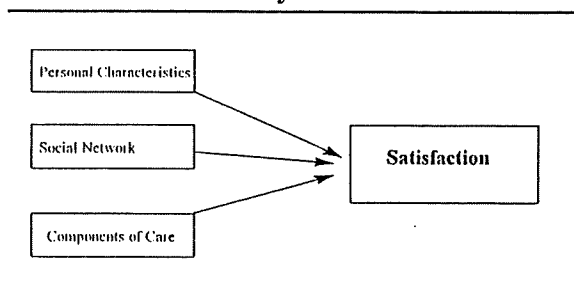 Personal Characteristics
Social Network
Satisfaction
Components of Care